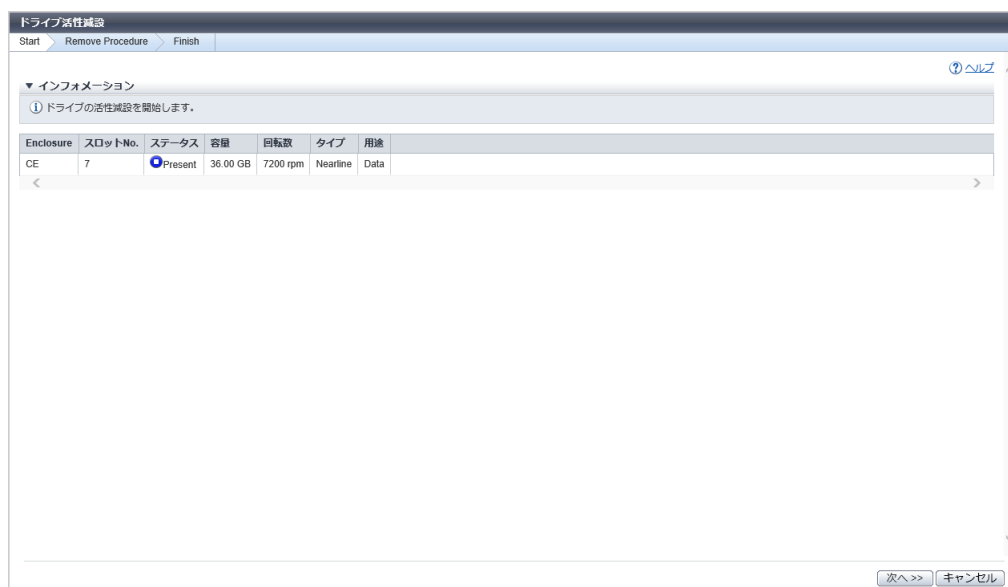 ドライブ活性減設
Start Remove Procedure Finish
? ヘルプ
▼ インフォメーション
i ドライブの活性減設を開始します。
Enclosure スロットNo. ステータス 容量 回転数 タイプ 用途
CE 7 Present 36.00 GB 7200 rpm Nearline Data
次へ >> キャンセル